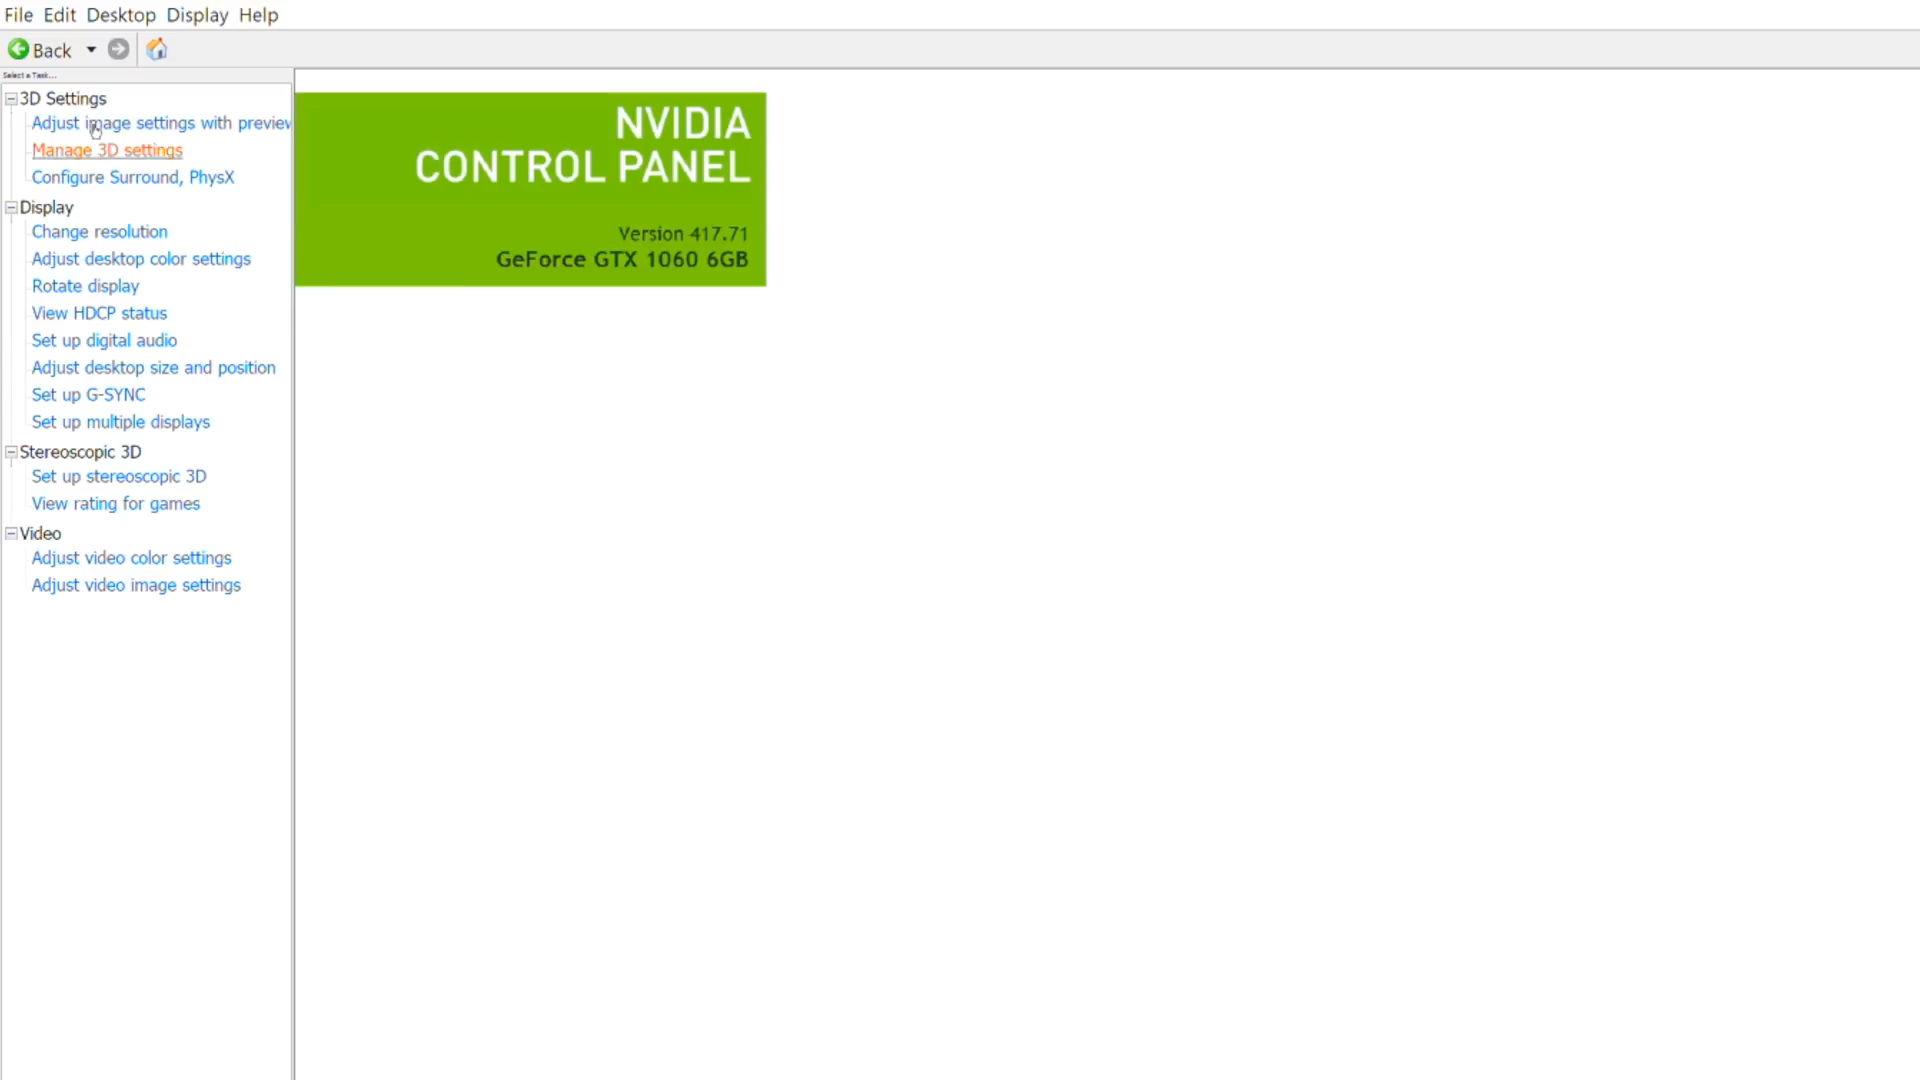 File Edit Desktop Display Help
Back
Select a Task...
3D Settings
Adjust image settings with preview
Manage 3D settings
Configure Surround, PhysX
Display
Change resolution
Adjust desktop color settings
Rotate display
View HDCP status
Set up digital audio
Adjust desktop size and position
Set up G-SYNC
Set up multiple displays
Stereoscopic 3D
Set up stereoscopic 3D
View rating for games
Video
Adjust video color settings
Adjust video image settings
NVIDIA
CONTROL PANEL
Version 417.71
GeForce GTX 1060 6GB